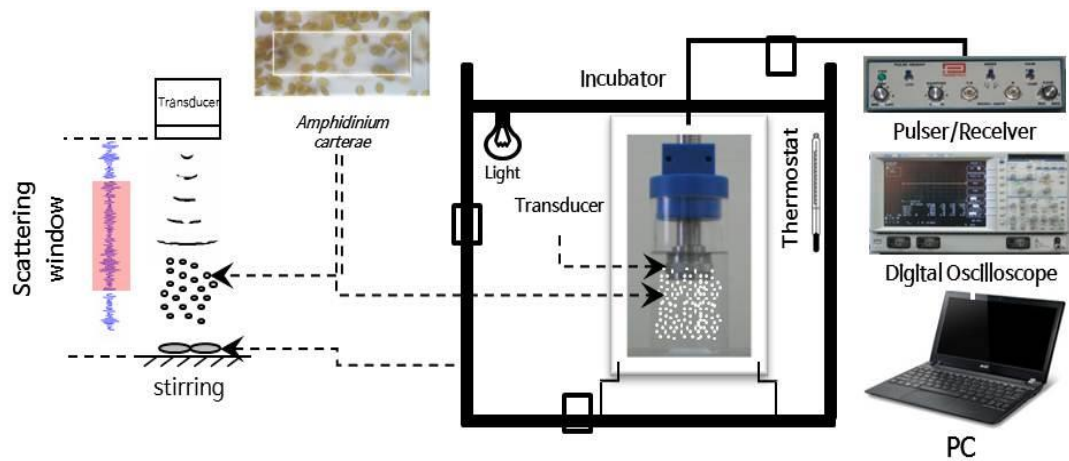 Transducer
Amphidinium
carterae
Scattering
window
stirring
Incubator
Light
Transducer
Thermostat
Pulser/Receiver
Digital Oscilloscope
PC